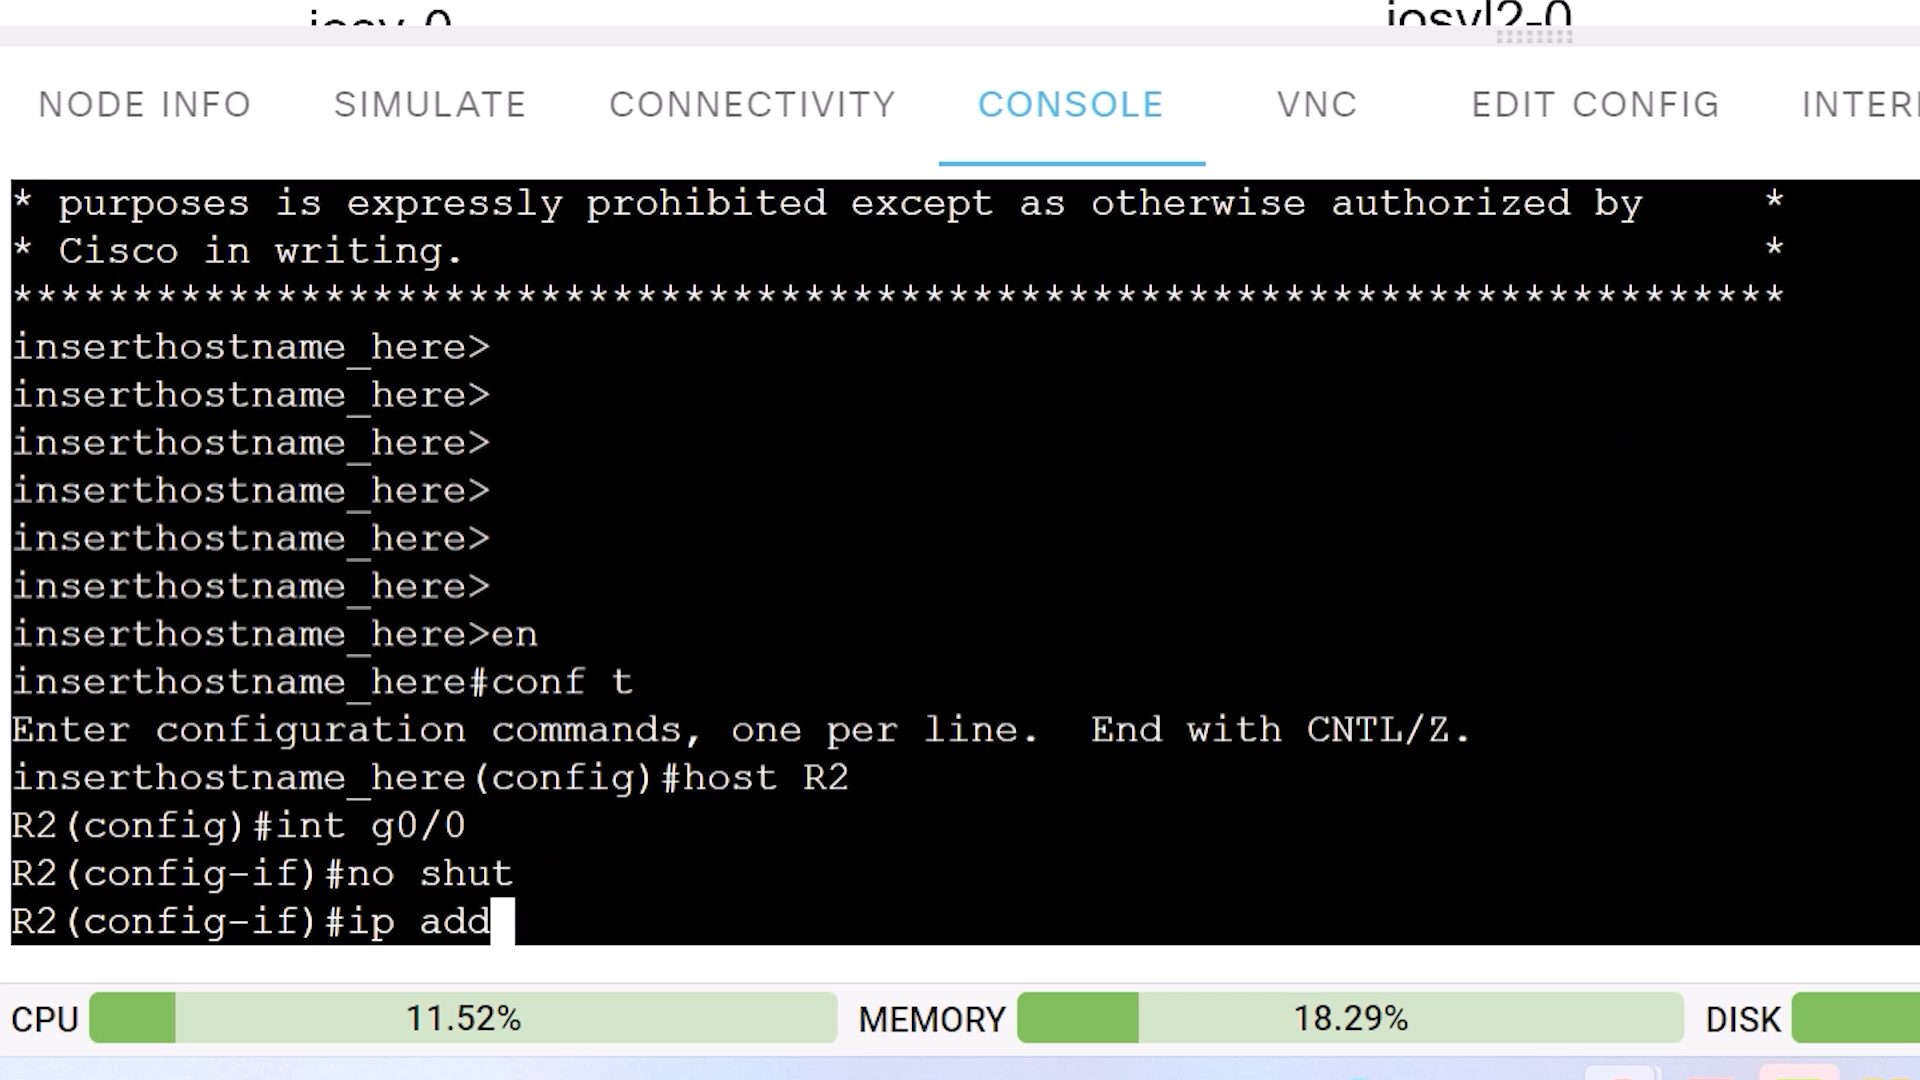 iosv-0 iosvl2-0
NODE INFO SIMULATE CONNECTIVITY CONSOLE VNC EDIT CONFIG INTER
* purposes is expressly prohibited except as otherwise authorized by *
* Cisco in writing. *
**************************************************************************
inserthostname_here>
inserthostname_here>
inserthostname_here>
inserthostname_here>
inserthostname_here>
inserthostname_here>
inserthostname_here>en
inserthostname_here#conf t
Enter configuration commands, one per line.  End with CNTL/Z.
inserthostname_here(config)#host R2
R2(config)#int g0/0
R2(config-if)#no shut
R2(config-if)#ip add
CPU 11.52% MEMORY 18.29% DISK